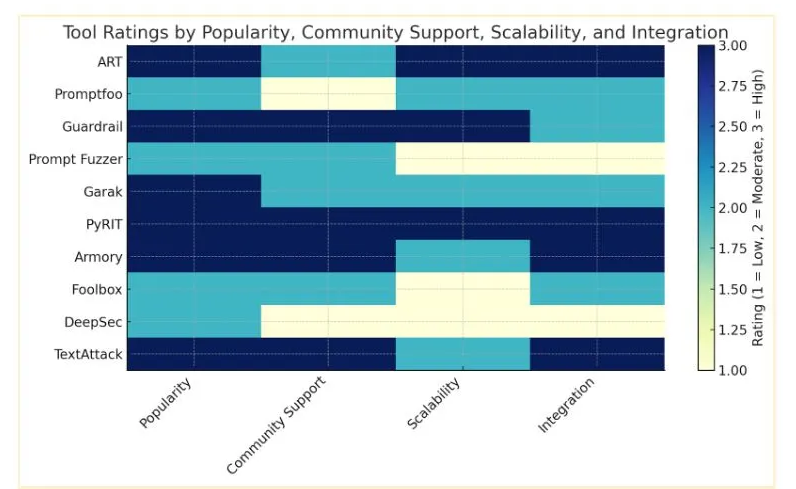 Tool Ratings by Popularity, Community Support, Scalability, and Integration
ART
Promptfoo
Guardrail
Prompt Fuzzer
Garak
PyRIT
Armory
Foolbox
DeepSec
TextAttack
Popularity
Community Support
Scalability
Integration
3.00
2.75
2.50
2.25
2.00
1.75
1.50
1.25
1.00
Rating (1 = Low, 2 = Moderate, 3 = High)